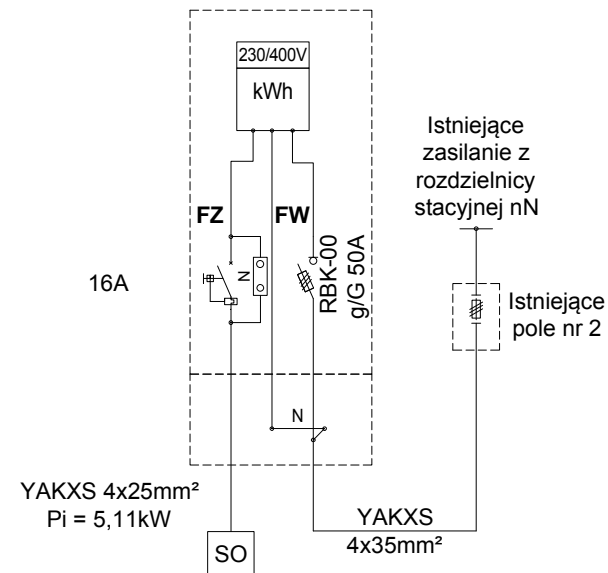 230/400V
kWh
Istniejące
zasilanie z
rozdzielnicy
stacyjnej nN
FZ
FW
N
RBK-00
g/G 50A
16A
Istniejące
pole nr 2
N
YAKXS 4x25mm²
Pi = 5,11kW
YAKXS
4x35mm²
SO